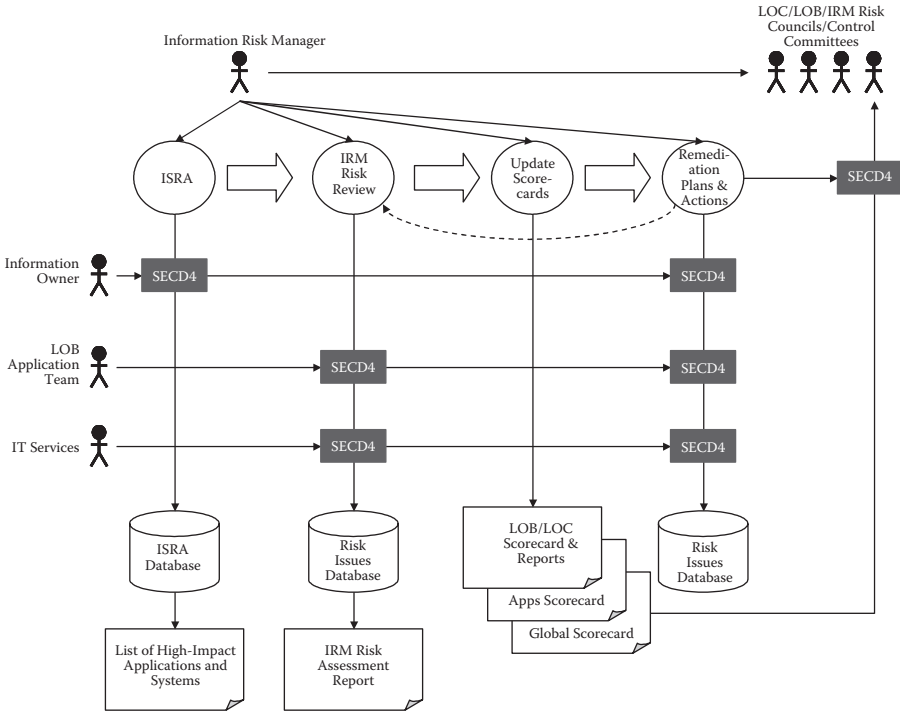 LOC/LOB/IRM Risk
Councils/Control
Committees
Information Risk Manager
ISRA
IRM
Risk
Review
Update
Score-
cards
Remedi-
ation
Plans &
Actions
SECD4
Information
Owner
SECD4
SECD4
LOB
Application
Team
SECD4
SECD4
IT Services
SECD4
SECD4
ISRA
Database
Risk
Issues
Database
LOB/LOC
Scorecard &
Reports
Apps Scorecard
Global Scorecard
Risk
Issues
Database
List of High-Impact
Applications and
Systems
IRM Risk
Assessment
Report